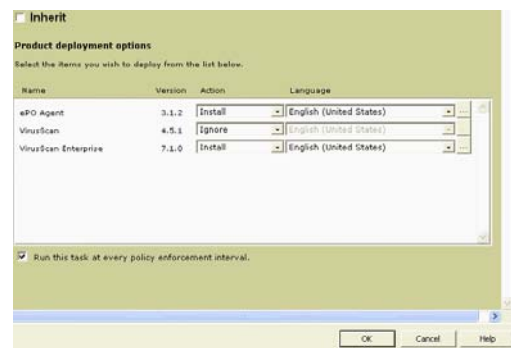 Inherit
Product deployment options
Select the items you wish to deploy from the list below.
Name Version Action Language
ePO Agent 3.1.2 Install English (United States) ...
VirusScan 4.5.1 Ignore English (United States) ...
VirusScan Enterprise 7.1.0 Install English (United States) ...
Run this task at every policy enforcement interval.
OK Cancel Help